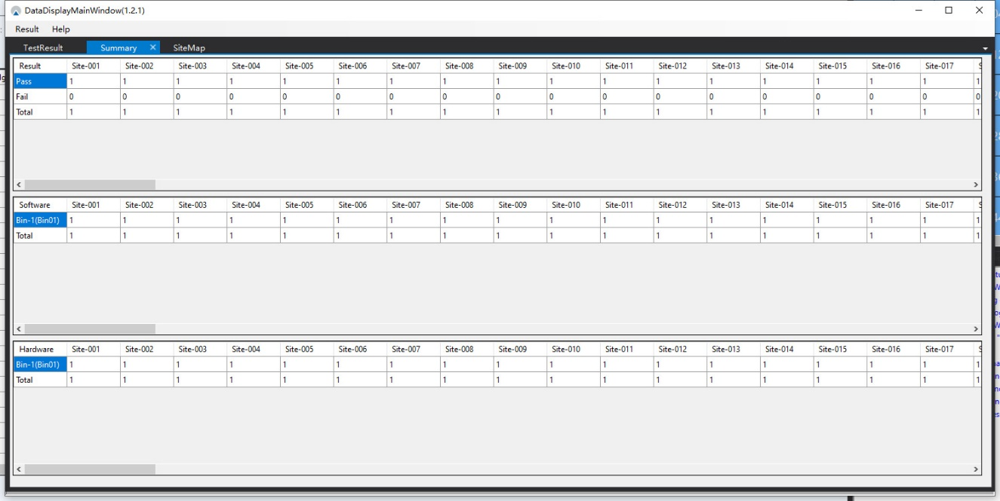 DataDisplayMainWindow(1.2.1)
Result Help
TestResult Summary × SiteMap
Result Site-001 Site-002 Site-003 Site-004 Site-005 Site-006 Site-007 Site-008 Site-009 Site-010 Site-011 Site-012 Site-013 Site-014 Site-015 Site-016 Site-017
Pass 1 1 1 1 1 1 1 1 1 1 1 1 1 1 1 1 1 1
Fail 0 0 0 0 0 0 0 0 0 0 0 0 0 0 0 0 0 0
Total 1 1 1 1 1 1 1 1 1 1 1 1 1 1 1 1 1 1
Software Site-001 Site-002 Site-003 Site-004 Site-005 Site-006 Site-007 Site-008 Site-009 Site-010 Site-011 Site-012 Site-013 Site-014 Site-015 Site-016 Site-017
Bin-1(Bin01) 1 1 1 1 1 1 1 1 1 1 1 1 1 1 1 1 1 1
Total 1 1 1 1 1 1 1 1 1 1 1 1 1 1 1 1 1 1
Hardware Site-001 Site-002 Site-003 Site-004 Site-005 Site-006 Site-007 Site-008 Site-009 Site-010 Site-011 Site-012 Site-013 Site-014 Site-015 Site-016 Site-017
Bin-1(Bin01) 1 1 1 1 1 1 1 1 1 1 1 1 1 1 1 1 1 1
Total 1 1 1 1 1 1 1 1 1 1 1 1 1 1 1 1 1 1